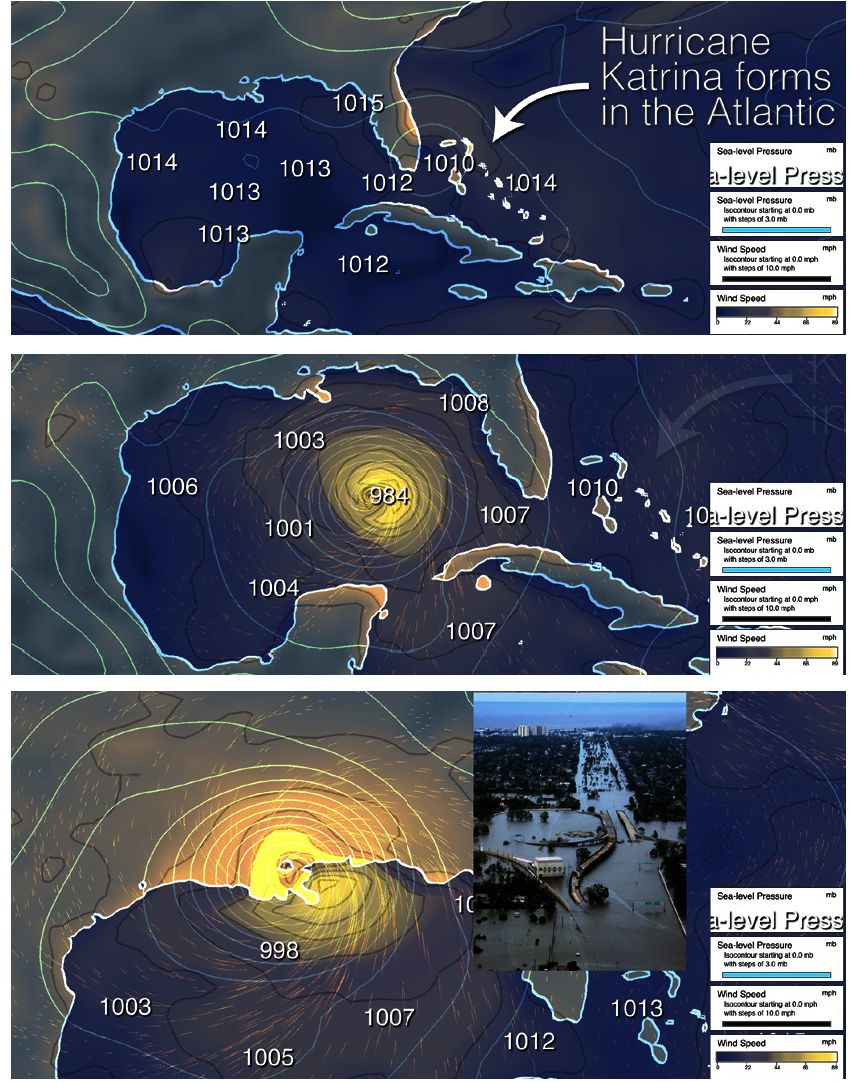 Hurricane
Katrina forms
in the Atlantic
1015
1014
1014
1013
1010
1012
1014
1013
1013
1012
Sea-level Pressure mb
a-level Press
Sea-level Pressure mb
Isocontour starting at 0.0 mb
with steps of 3.0 mb
Wind Speed mph
Isocontour starting at 0.0 mph
with steps of 10.0 mph
Wind Speed mph
0 22 44 66 89
K
in
1008
1003
1006
984
1010
1001
1007
10
1004
1007
Sea-level Pressure mb
a-level Press
Sea-level Pressure mb
Isocontour starting at 0.0 mb
with steps of 3.0 mb
Wind Speed mph
Isocontour starting at 0.0 mph
with steps of 10.0 mph
Wind Speed mph
0 22 44 66 89
10
998
1003
1007
1013
1012
1005
Sea-level Pressure mb
a-level Press
Sea-level Pressure mb
Isocontour starting at 0.0 mb
with steps of 3.0 mb
Wind Speed mph
Isocontour starting at 0.0 mph
with steps of 10.0 mph
Wind Speed mph
0 22 44 66 89